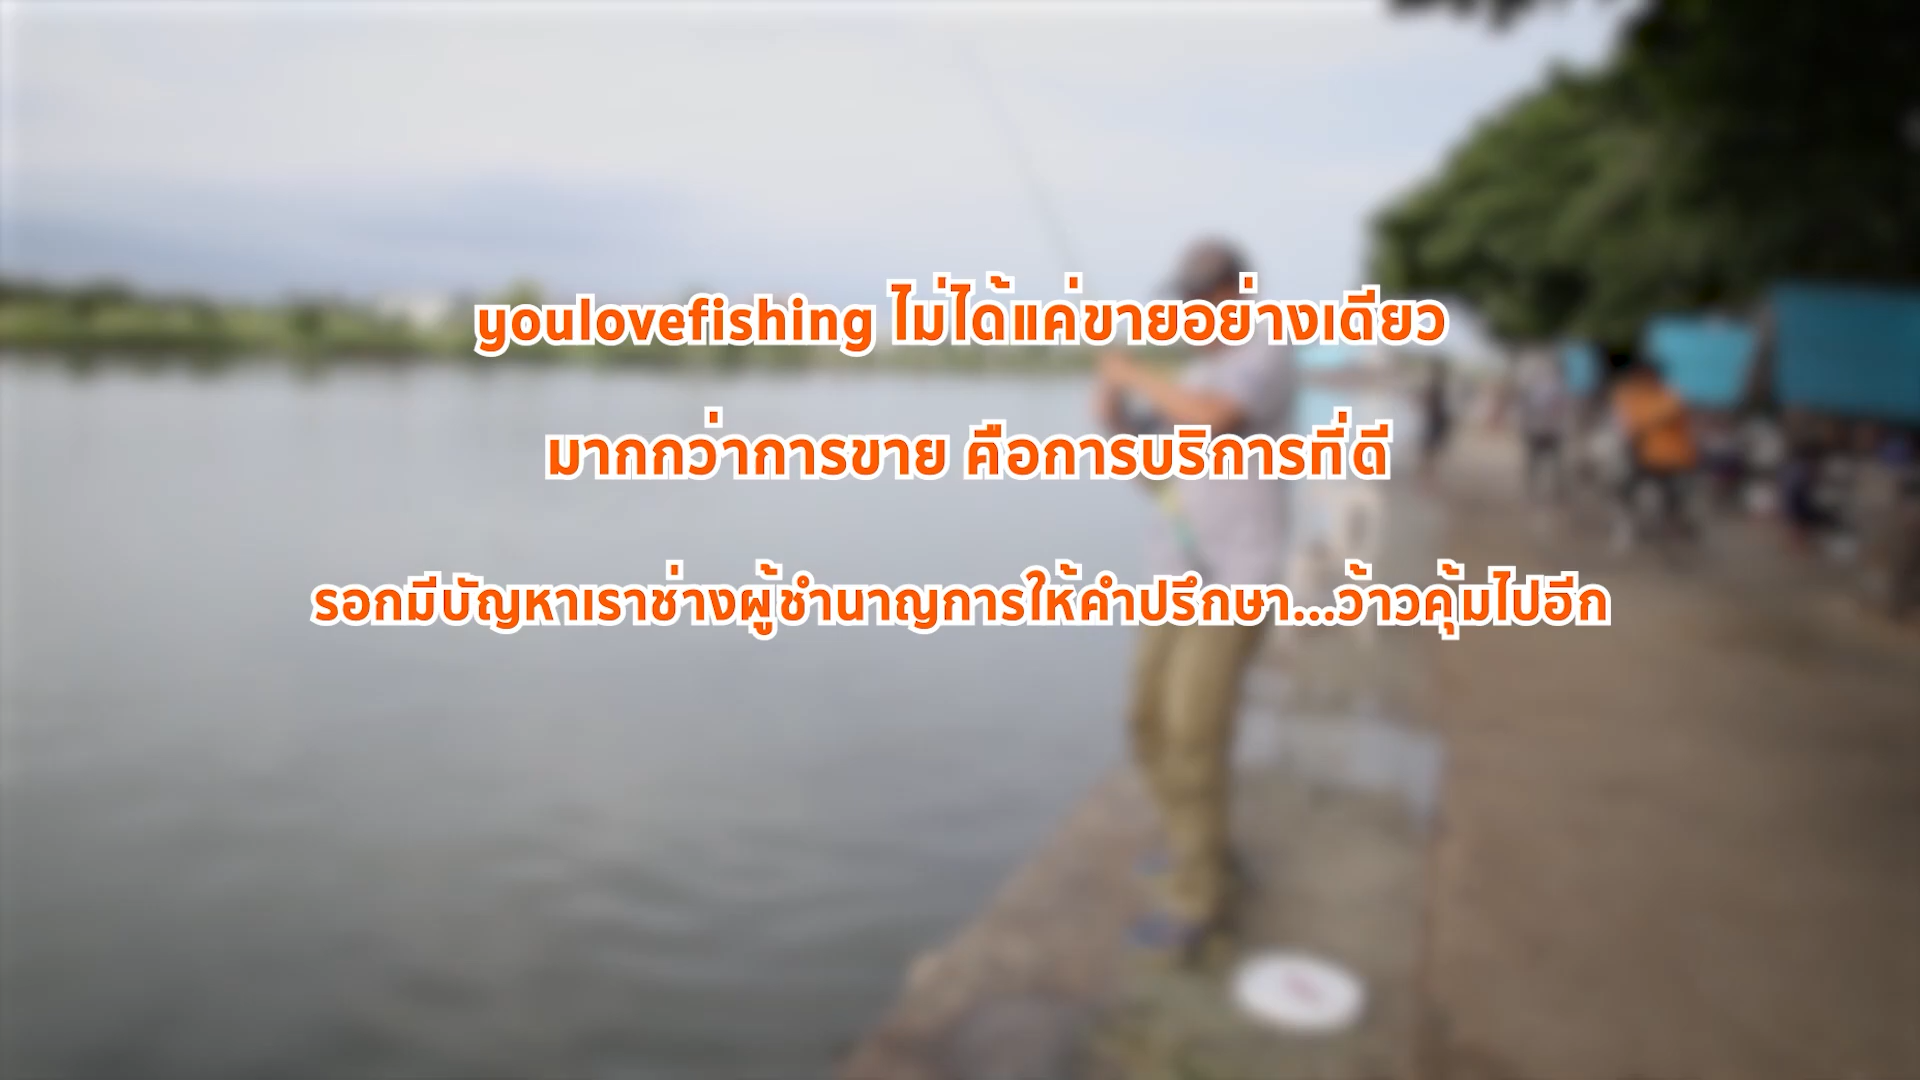 youlovefishing ไม่ได้แค่ขายอย่างเดียว
มากกว่าการขาย คือการบริการที่ดี
รอกมีบัญหาเราช่างผู้ชำนาญการให้คำปรึกษา...ว้าวคุ้มไปอีก